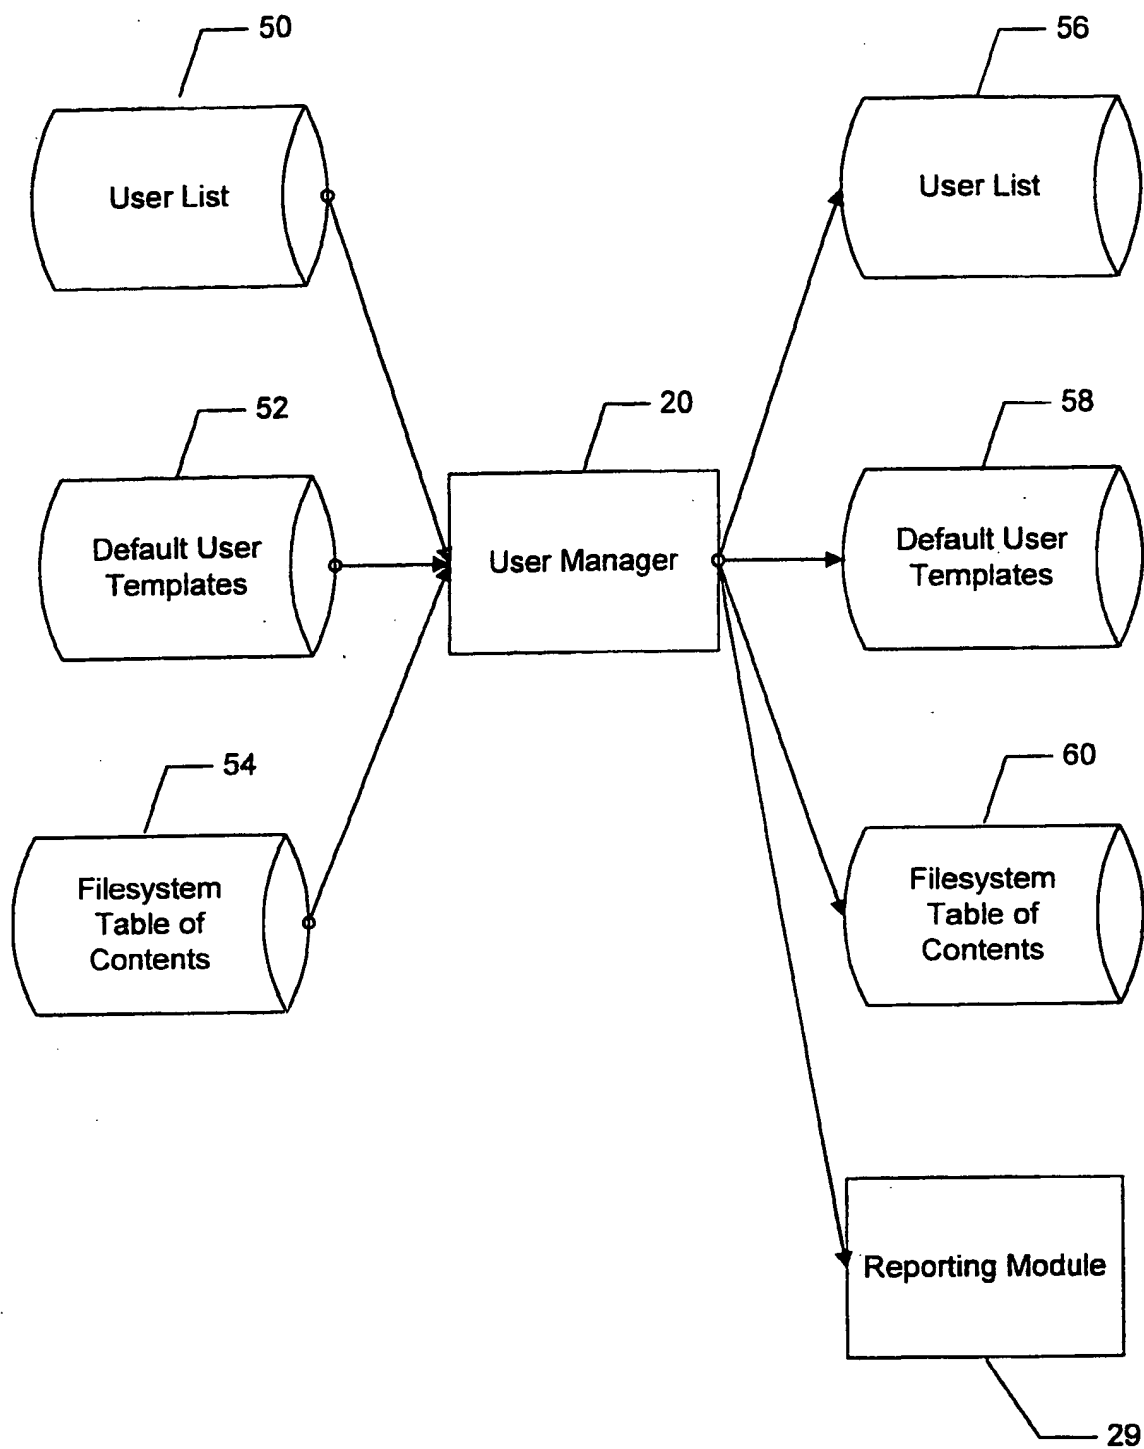 50
56
User List
User List
52
20
58
Default User
Templates
User Manager
Default User
Templates
54
60
Filesystem
Table of
Contents
Filesystem
Table of
Contents
Reporting Module
29